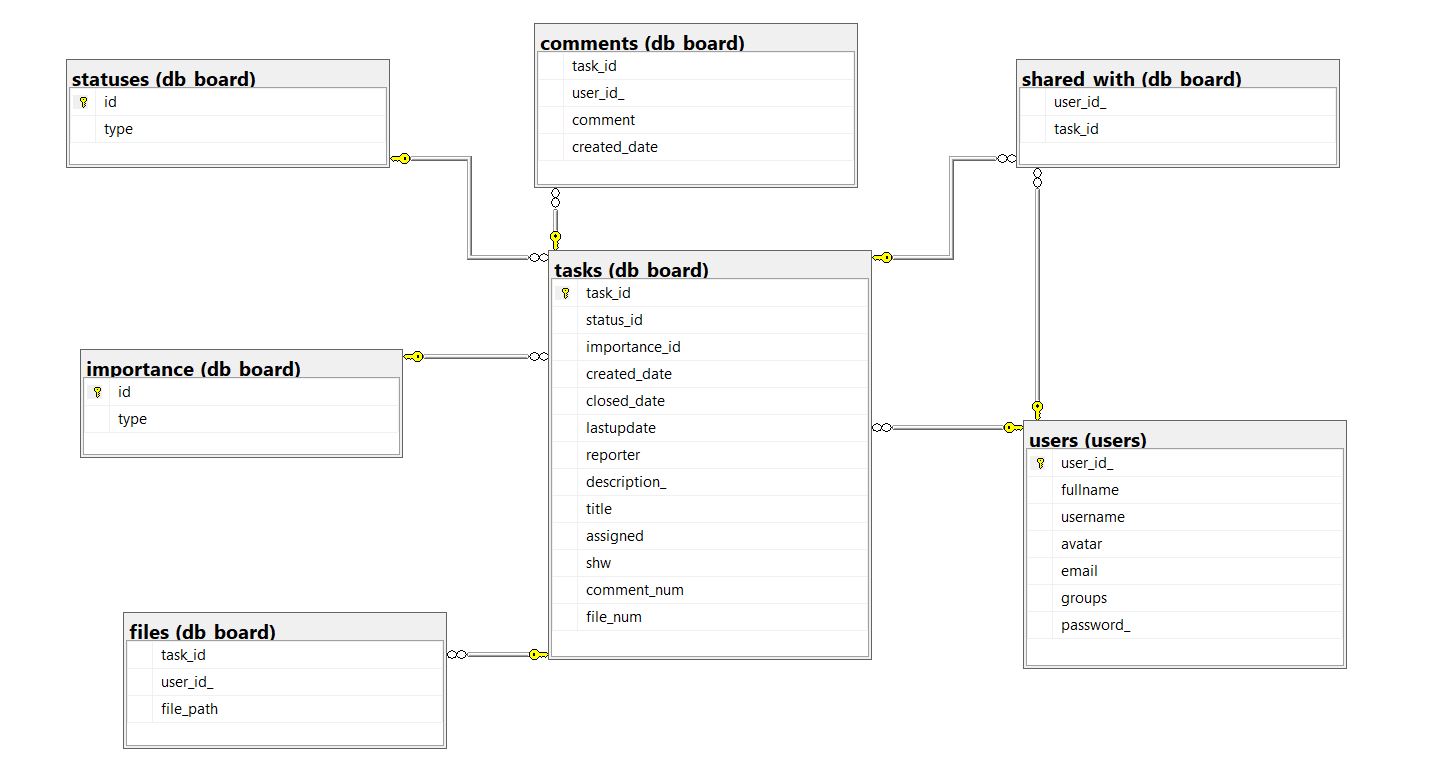 statuses (db_board)
id
type
comments (db_board)
task_id
user_id_
comment
created_date
shared_with (db_board)
user_id_
task_id
importance (db_board)
id
type
tasks (db_board)
task_id
status_id
importance_id
created_date
closed_date
lastupdate
reporter
description_
title
assigned
shw
comment_num
file_num
users (users)
user_id_
fullname
username
avatar
email
groups
password_
files (db_board)
task_id
user_id_
file_path